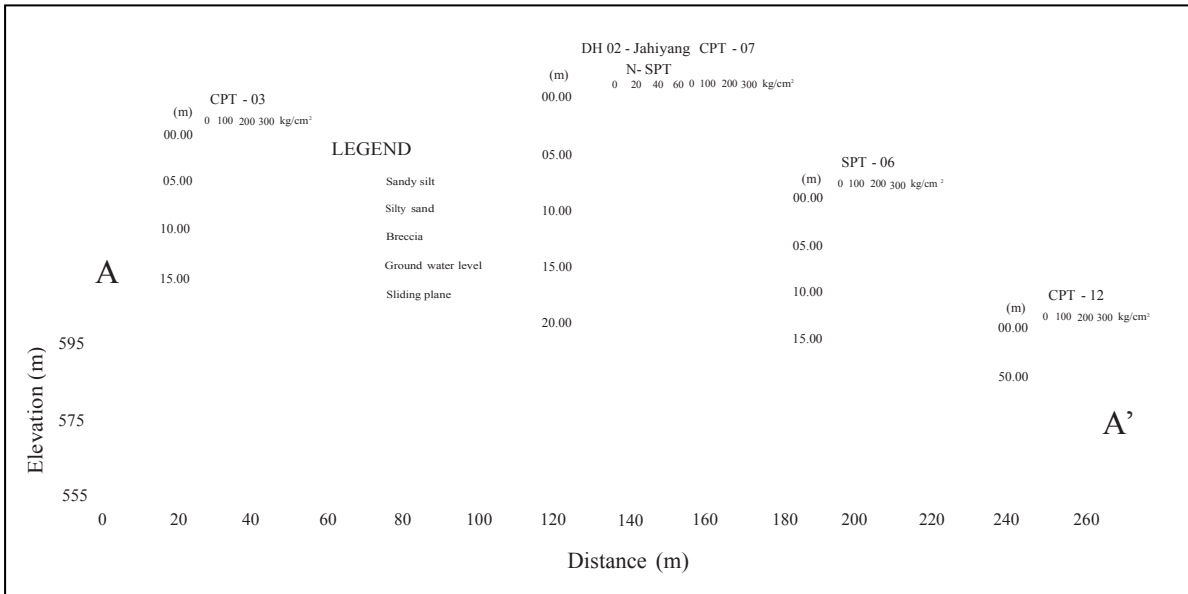 DH 02 - Jahiyang CPT - 07
(m) N- SPT
0 20 40 60 0 100 200 300 kg/cm²
00.00
05.00
10.00
15.00
20.00
CPT - 03
(m)
0 100 200 300 kg/cm²
00.00
05.00
10.00
15.00
LEGEND
Sandy silt
Silty sand
Breccia
Ground water level
Sliding plane
SPT - 06
(m)
0 100 200 300 kg/cm²
00.00
05.00
10.00
15.00
CPT - 12
(m)
0 100 200 300 kg/cm²
00.00
50.00
A
A’
Elevation (m)
595
575
555
0 20 40 60 80 100 120 140 160 180 200 220 240 260
Distance (m)